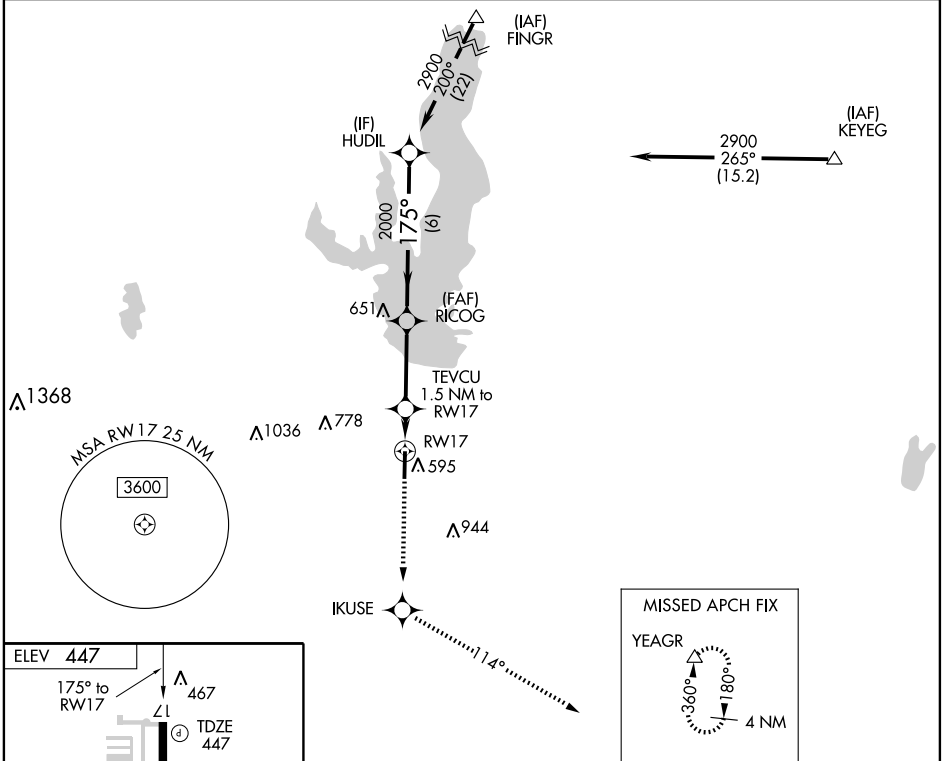 (IAF)
FINGR
2900
200°
(22)
(IF)
HUDIL
(IAF)
KEYEG
2900
265°
(15.2)
2000
175°
(6)
651
(FAF)
RICOG
TEVCU
1.5 NM to
RW17
1368
1036
778
RW17
595
MSA RW17 25 NM
3600
944
IKUSE
114°
MISSED APCH FIX
YEAGR
360°
180°
4 NM
ELEV 447
175° to
RW17
467
17
P
TDZE
447